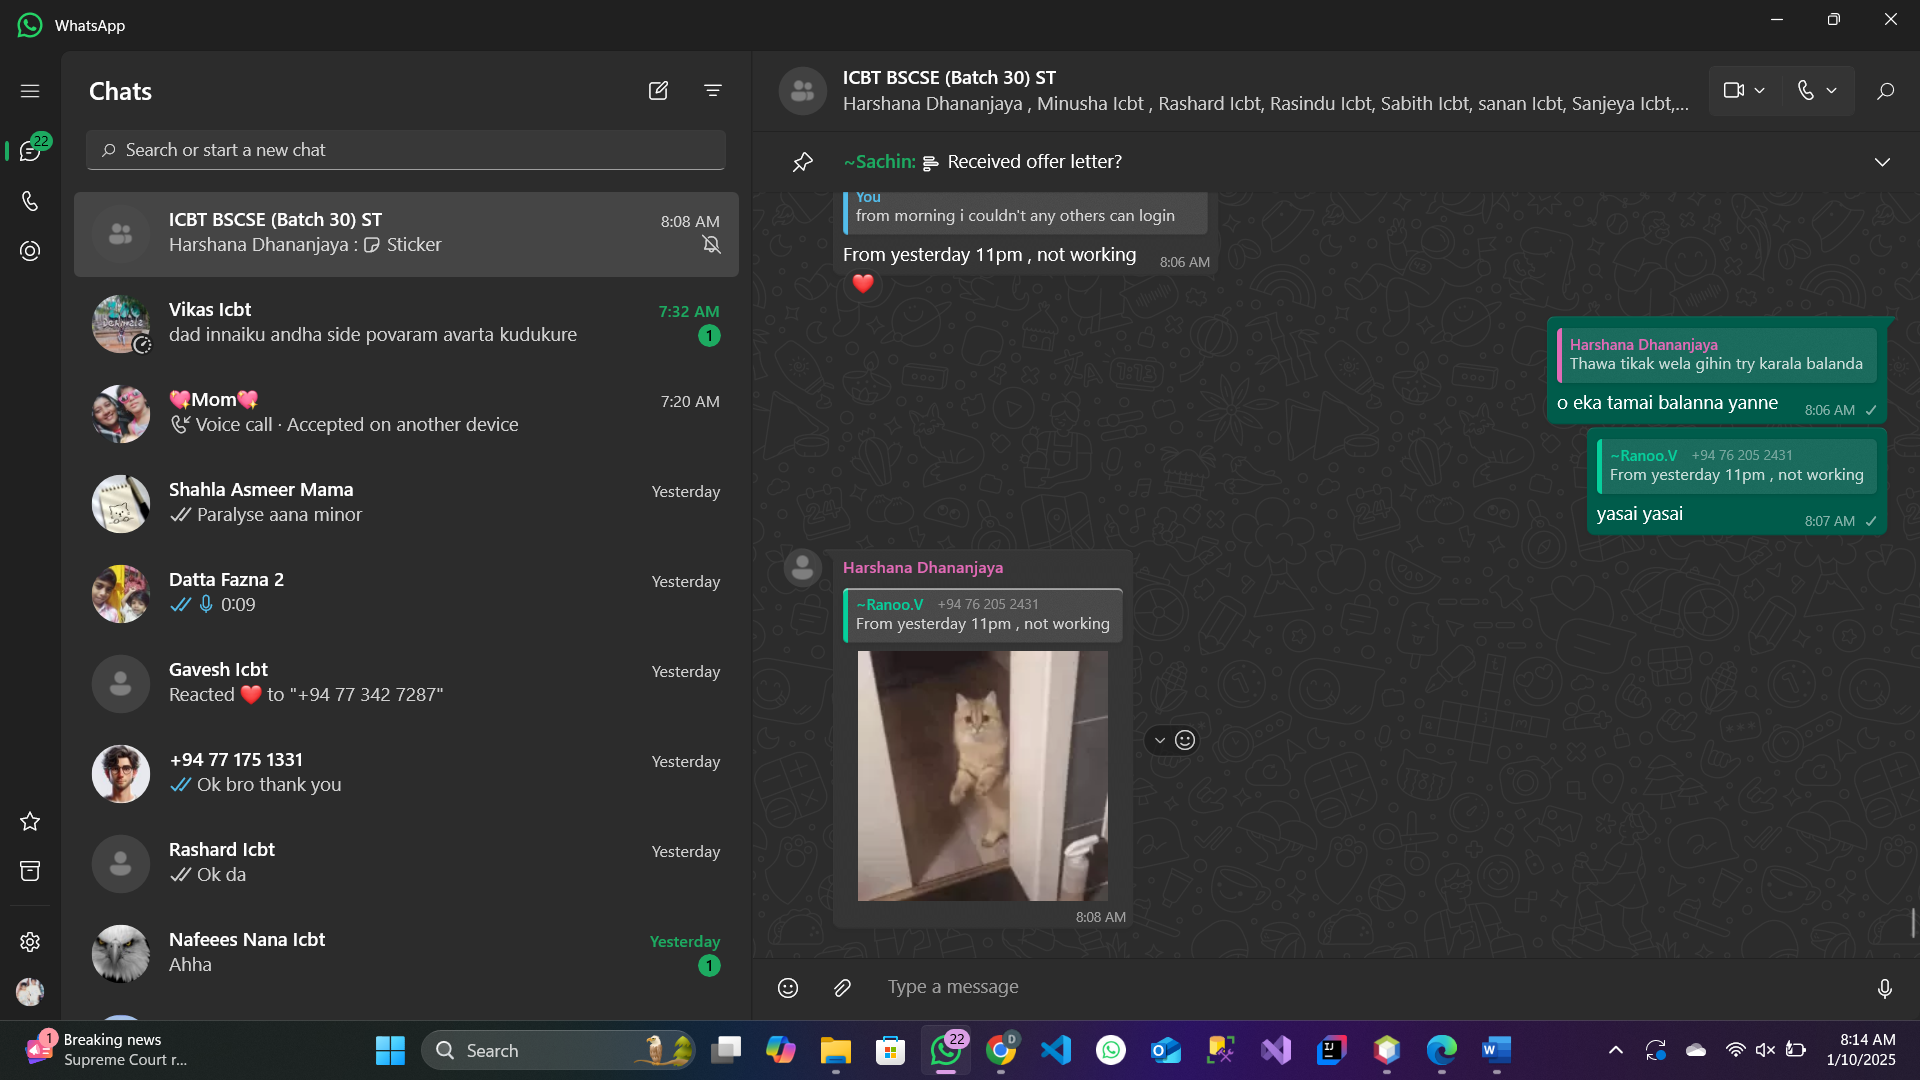 WhatsApp
22
Chats
Search or start a new chat
ICBT BSCSE (Batch 30) ST
8:08 AM
Harshana Dhananjaya : Sticker
Vikas Icbt
7:32 AM
dad innaiku andha side povaram avarta kudukure
1
💖Mom💖
7:20 AM
Voice call · Accepted on another device
Shahla Asmeer Mama
Yesterday
Paralyse aana minor
Datta Fazna 2
Yesterday
0:09
Gavesh Icbt
Yesterday
Reacted ❤️ to "+94 77 342 7287"
+94 77 175 1331
Yesterday
Ok bro thank you
Rashard Icbt
Yesterday
Ok da
Nafeees Nana Icbt
Yesterday
Ahha
1
ICBT BSCSE (Batch 30) ST
Harshana Dhananjaya , Minusha Icbt , Rashard Icbt, Rasindu Icbt, Sabith Icbt, sanan Icbt, Sanjeya Icbt,...
~Sachin: Received offer letter?
You
from morning i couldn't any others can login
From yesterday 11pm , not working
8:06 AM
❤️
Harshana Dhananjaya
Thawa tikak wela gihin try karala balanda
o eka tamai balanna yanne
8:06 AM
~Ranoo.V +94 76 205 2431
From yesterday 11pm , not working
yasai yasai
8:07 AM
Harshana Dhananjaya
~Ranoo.V +94 76 205 2431
From yesterday 11pm , not working
8:08 AM
Type a message
1
Breaking news
Supreme Court r...
Search
22
D
8:14 AM
1/10/2025